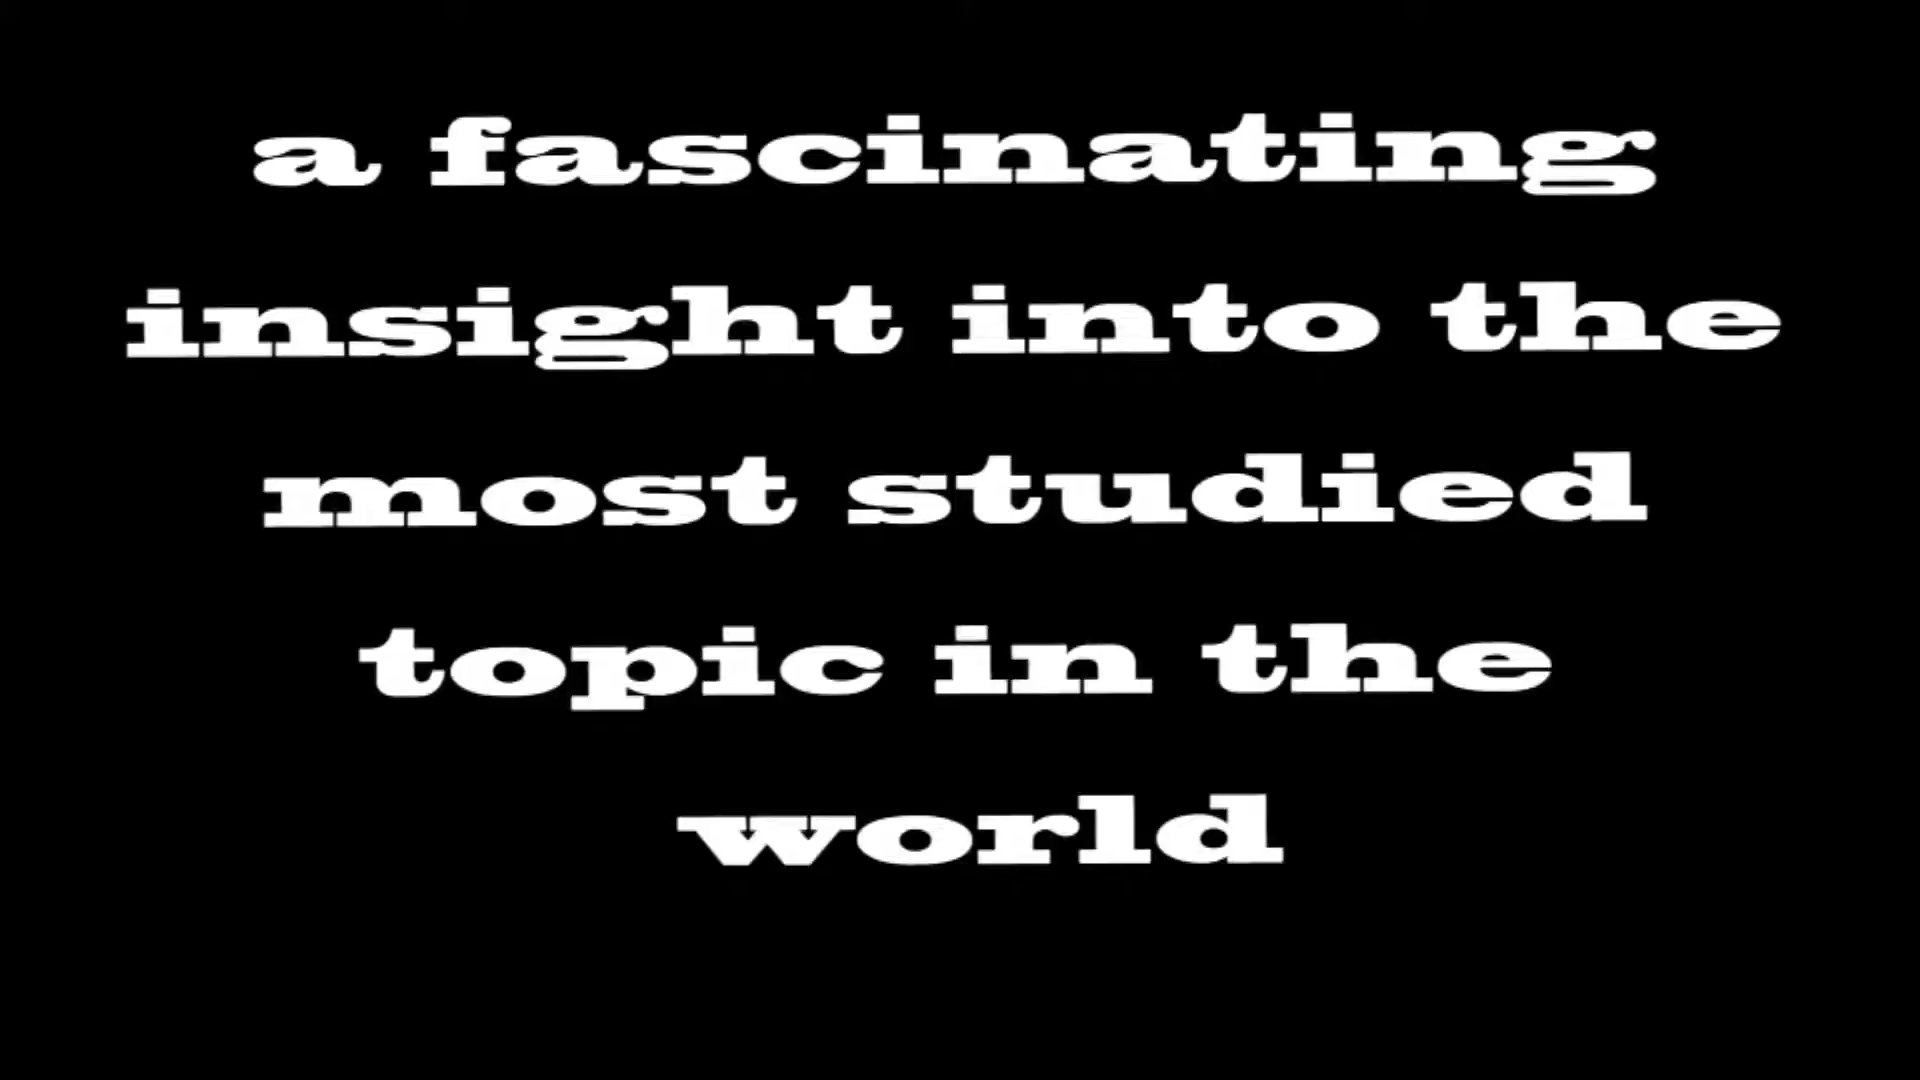 a fascinating
insight into the
most studied
topic in the
world